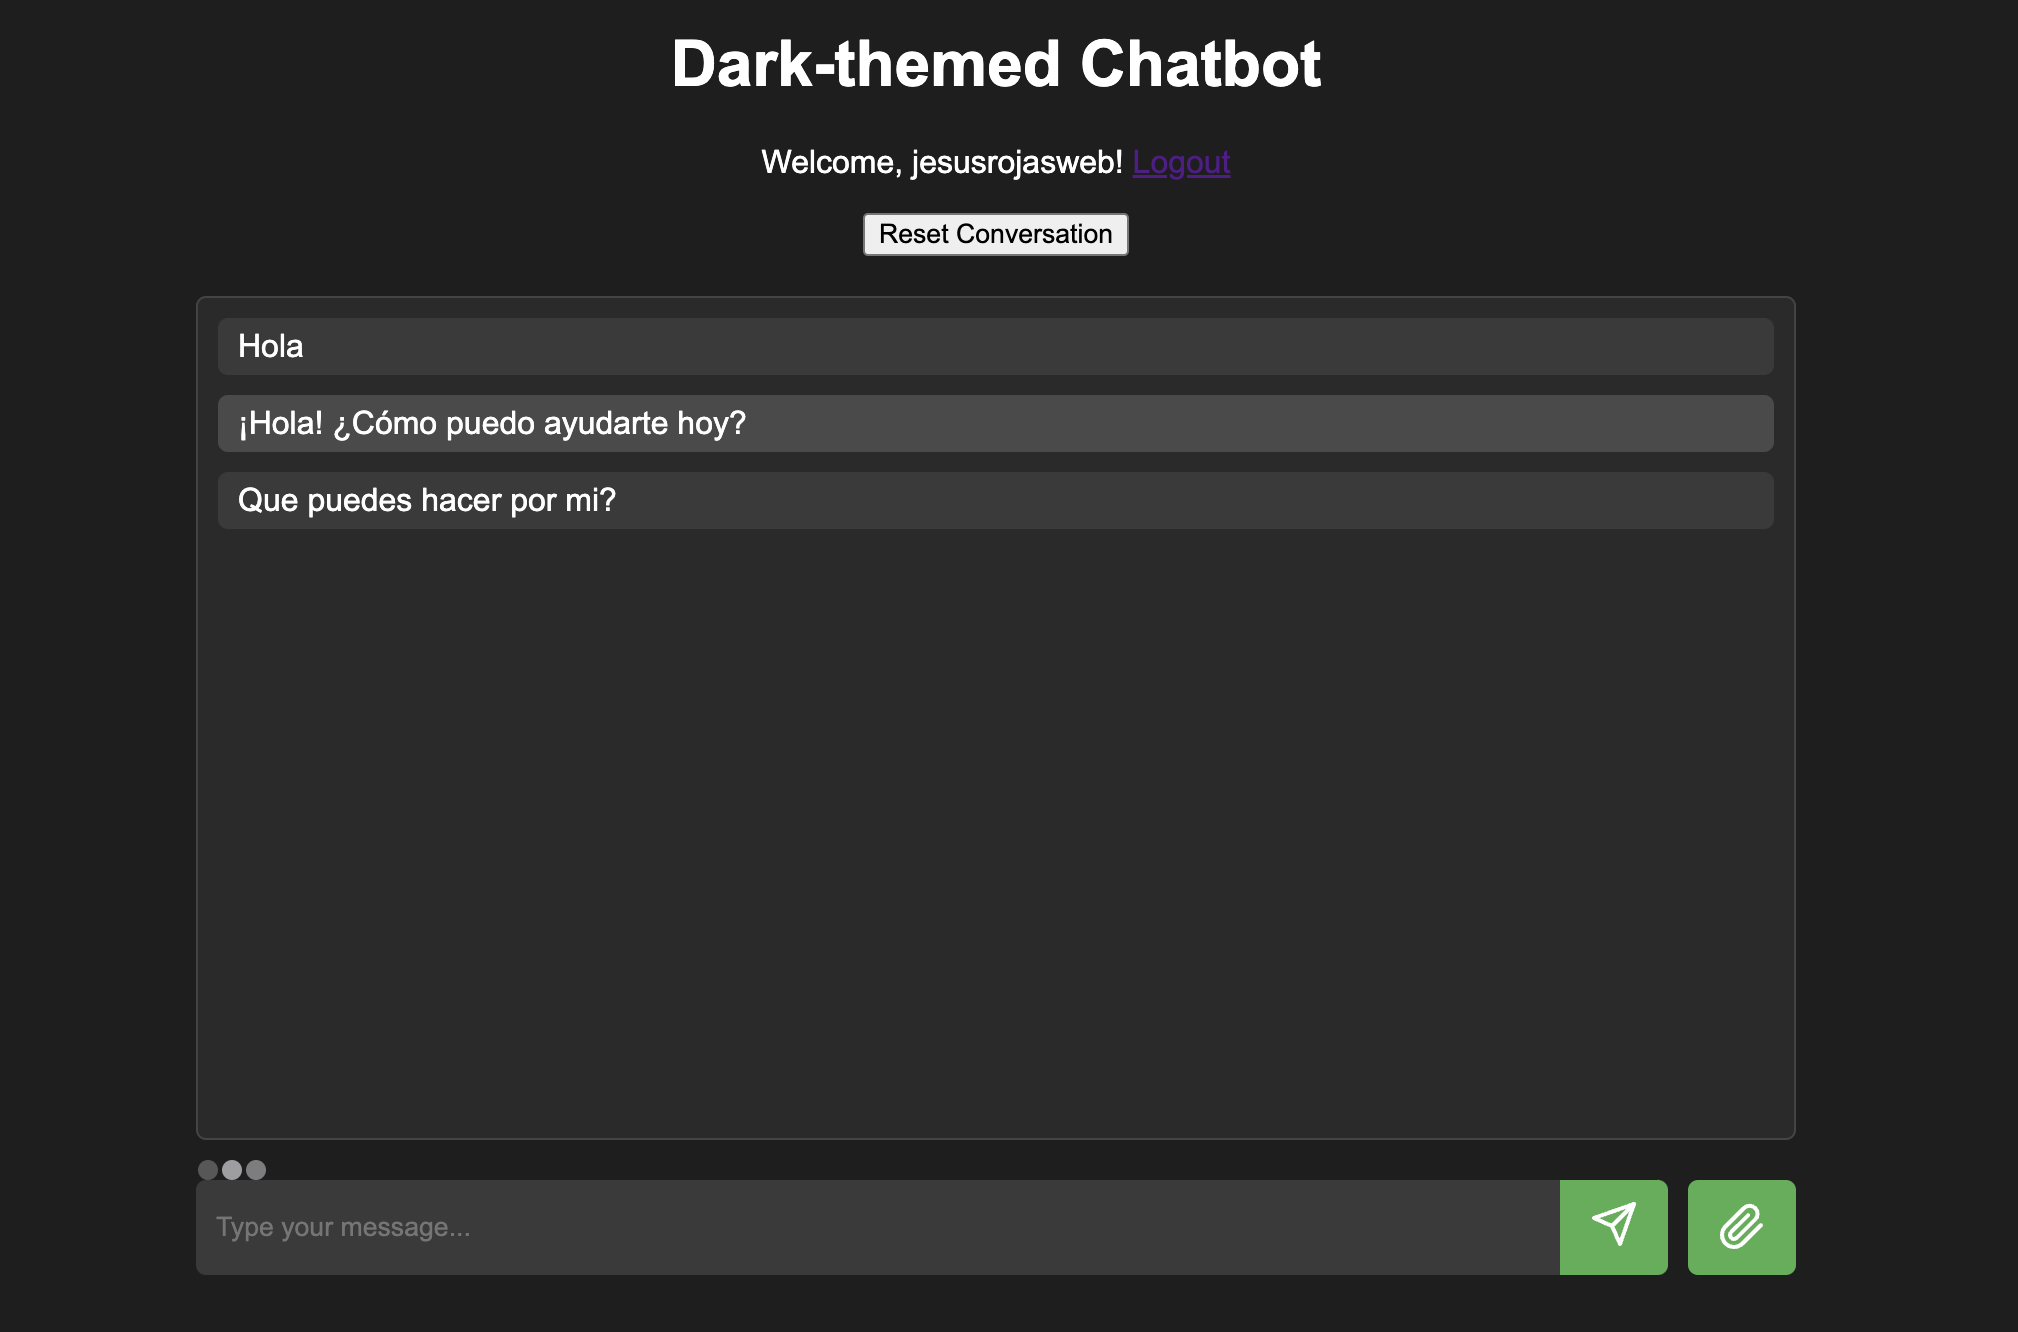 Dark-themed Chatbot
Welcome, jesusrojasweb! Logout
Reset Conversation
Hola
¡Hola! ¿Cómo puedo ayudarte hoy?
Que puedes hacer por mi?
Type your message...